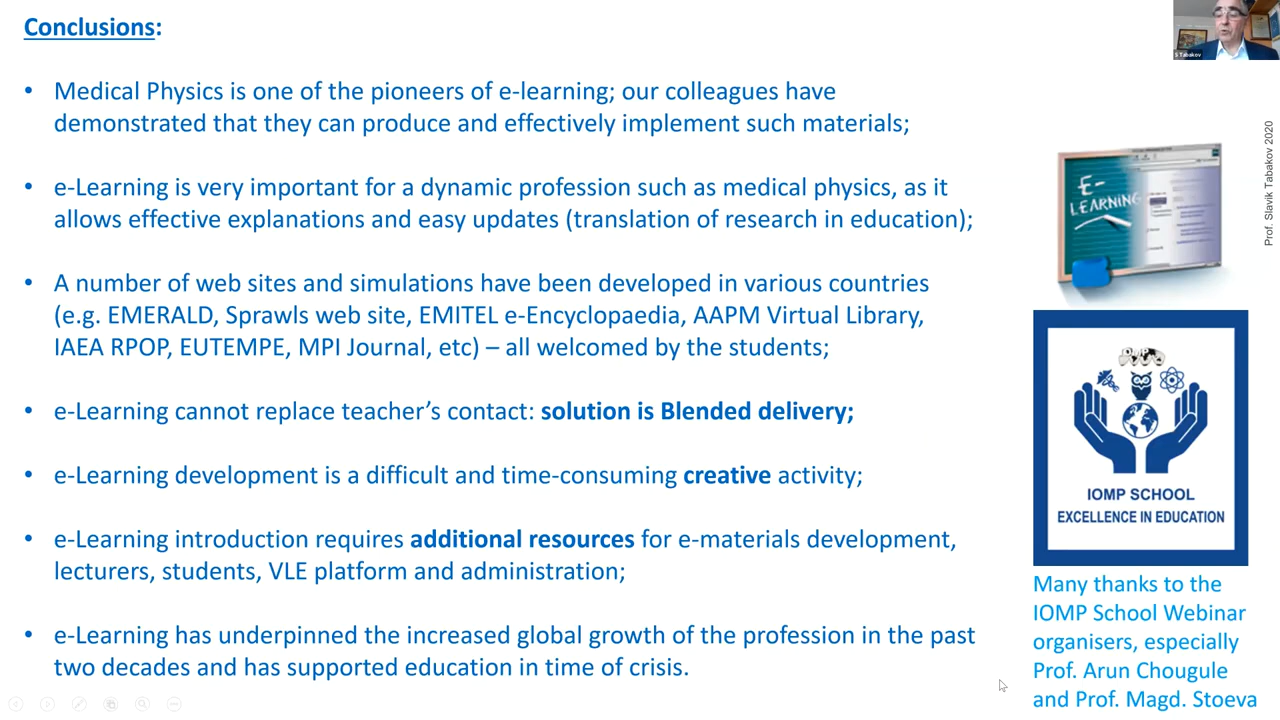 Conclusions:
• Medical Physics is one of the pioneers of e-learning; our colleagues have
demonstrated that they can produce and effectively implement such materials;
• e-Learning is very important for a dynamic profession such as medical physics, as it
allows effective explanations and easy updates (translation of research in education);
• A number of web sites and simulations have been developed in various countries
(e.g. EMERALD, Sprawls web site, EMITEL e-Encyclopaedia, AAPM Virtual Library,
IAEA RPOP, EUTEMPE, MPI Journal, etc) – all welcomed by the students;
• e-Learning cannot replace teacher’s contact: solution is Blended delivery;
• e-Learning development is a difficult and time-consuming creative activity;
• e-Learning introduction requires additional resources for e-materials development,
lecturers, students, VLE platform and administration;
• e-Learning has underpinned the increased global growth of the profession in the past
two decades and has supported education in time of crisis.
S Tabakov
Prof. Slavik Tabakov 2020
E-
LEARNING
IOMP SCHOOL
EXCELLENCE IN EDUCATION
Many thanks to the
IOMP School Webinar
organisers, especially
Prof. Arun Chougule
and Prof. Magd. Stoeva